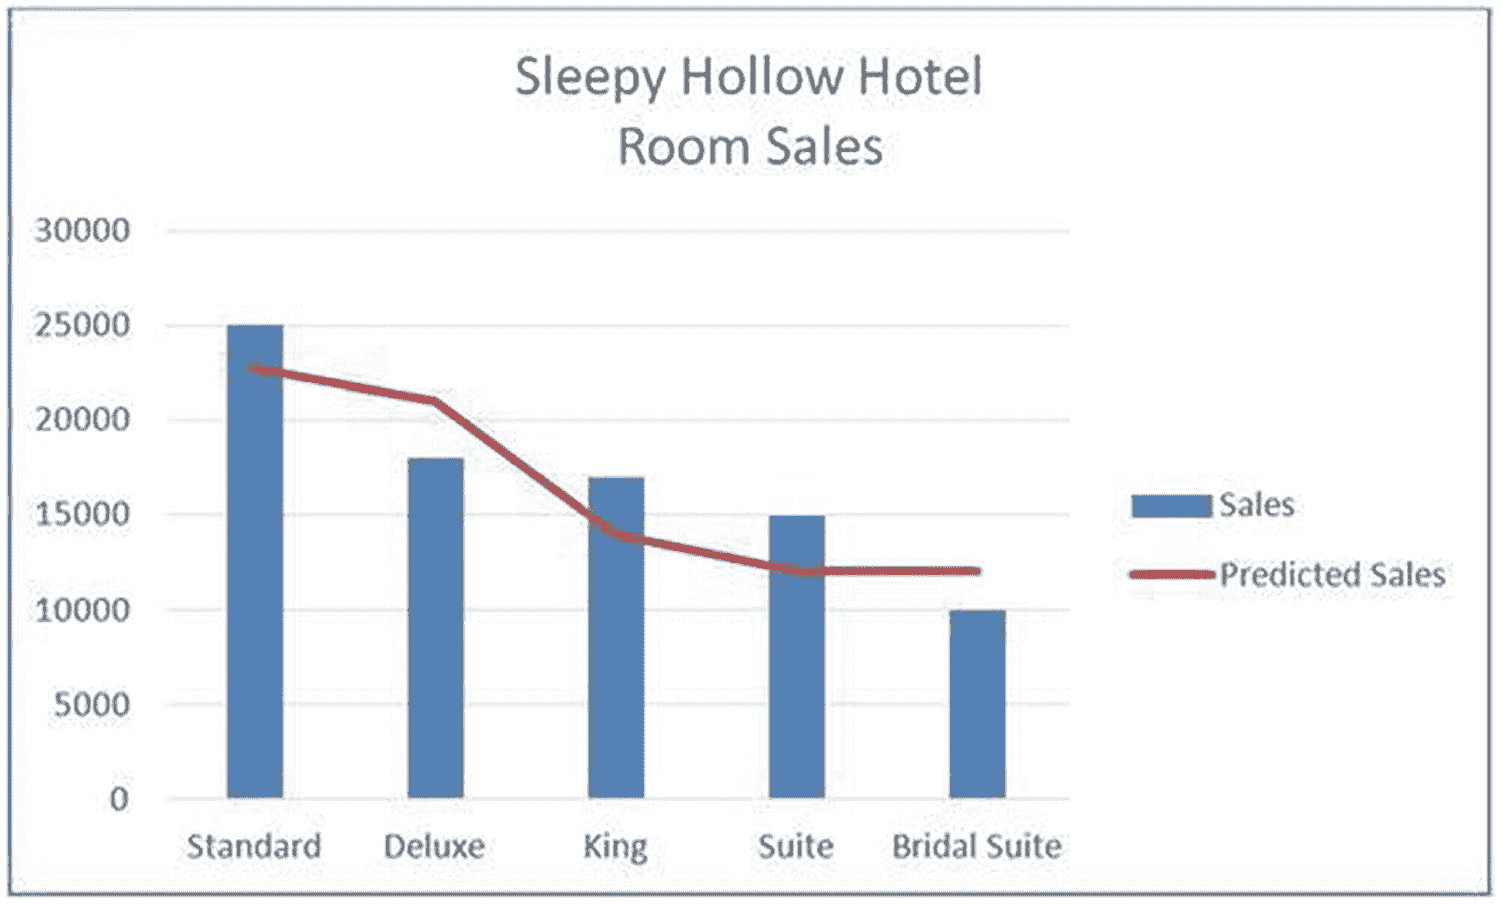 Sleepy Hollow Hotel
Room Sales
30000
25000
20000
15000
10000
5000
0
Standard
Deluxe
King
Suite
Bridal Suite
Sales
Predicted Sales